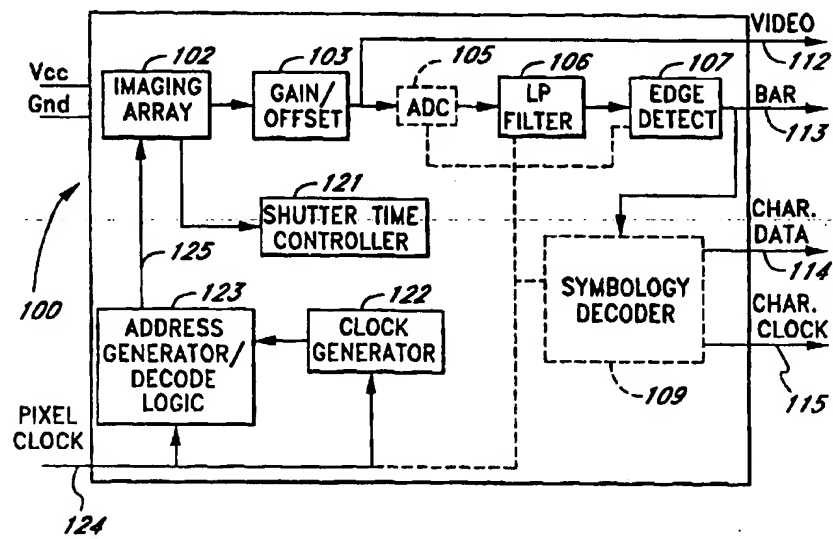 VIDEO
112
102
103
105
106
107
Vcc
Gnd
IMAGING
ARRAY
GAIN/
OFFSET
ADC
LP
FILTER
EDGE
DETECT
BAR
113
121
SHUTTER TIME
CONTROLLER
CHAR.
DATA
114
125
100
123
122
SYMBOLOGY
DECODER
ADDRESS
GENERATOR/
DECODE
LOGIC
CLOCK
GENERATOR
CHAR.
CLOCK
109
115
PIXEL
CLOCK
124